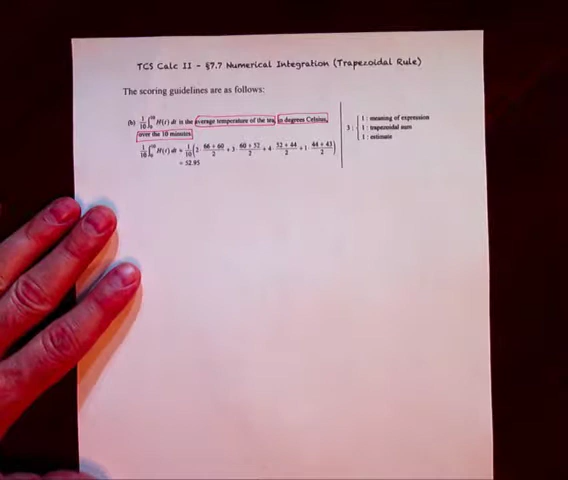 TCS Calc II - §7.7 Numerical Integration (Trapezoidal Rule)
The scoring guidelines are as follows:
(b) 1/10 ∫₀¹⁰ H(t) dt is the average temperature of the tea, in degrees Celsius,
over the 10 minutes.
1/10 ∫₀¹⁰ H(t) dt ≈ 1/10 (2 · (66 + 60)/2 + 3 · (60 + 52)/2 + 4 · (52 + 44)/2 + 1 · (44 + 43)/2)
= 52.95
3 : { 1 : meaning of expression
1 : trapezoidal sum
1 : estimate